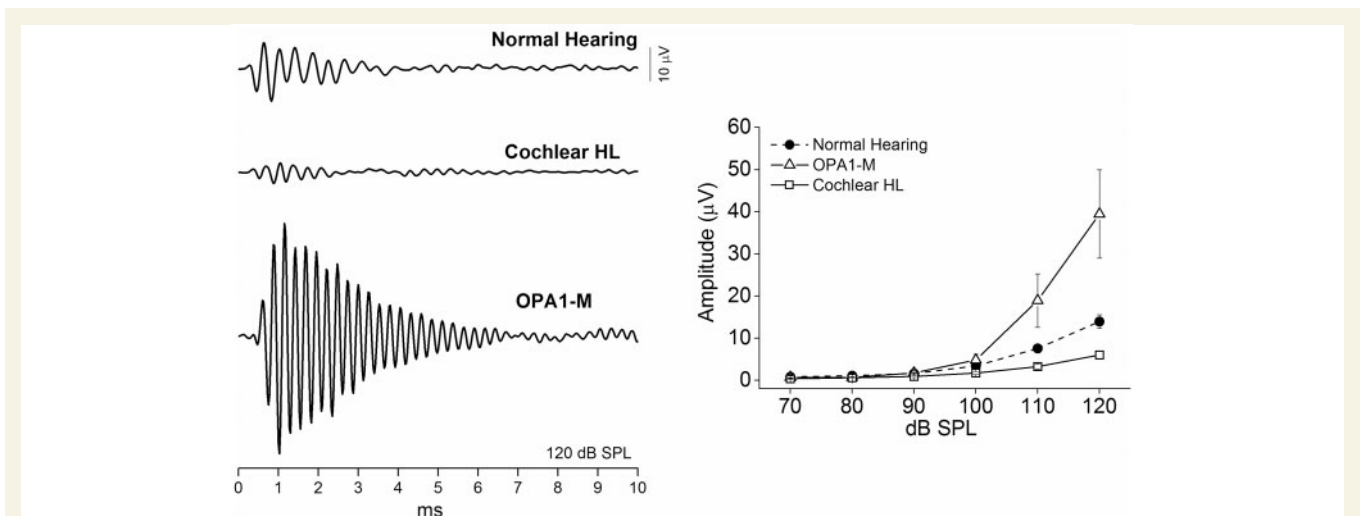 Normal Hearing
10 μV
Cochlear HL
OPA1-M
120 dB SPL
0 1 2 3 4 5 6 7 8 9 10
ms
60
50
40
30
20
10
0
Amplitude (μV)
Normal Hearing
OPA1-M
Cochlear HL
70 80 90 100 110 120
dB SPL